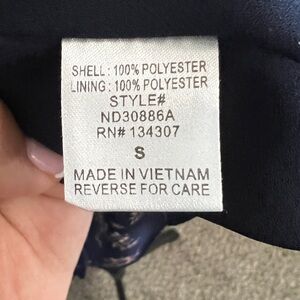 SHELL: 100% POLYESTER
LINING: 100% POLYESTER
STYLE#
ND30886A
RN# 134307
S
MADE IN VIETNAM
REVERSE FOR CARE